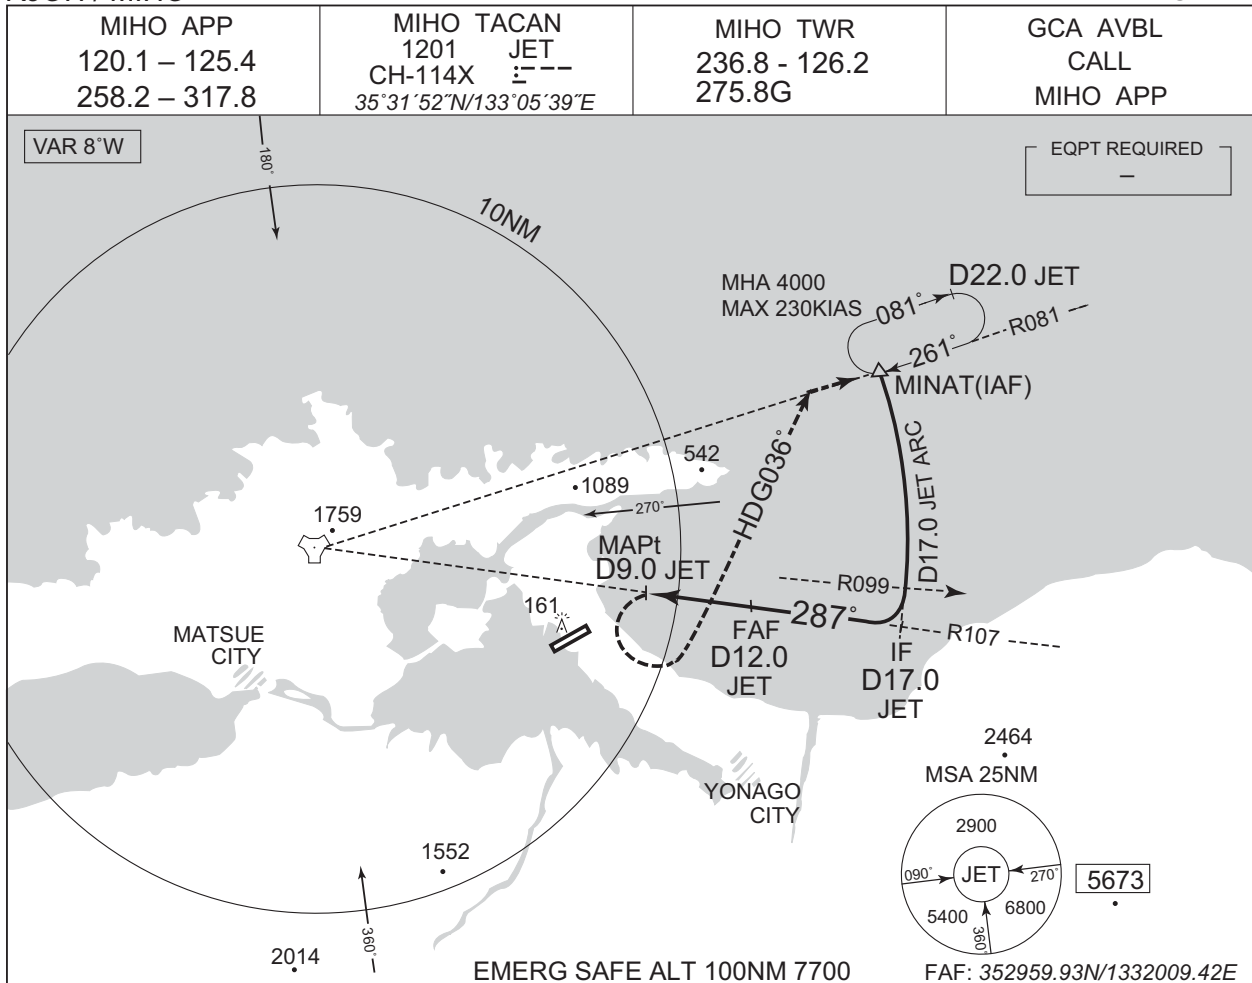 MIHO APP
120.1 – 125.4
258.2 – 317.8
MIHO TACAN
1201 JET
CH-114X
35˚31´52˝N/133˚05´39˝E
MIHO TWR
236.8 - 126.2
275.8G
GCA AVBL
CALL
MIHO APP
VAR 8˚W
180˚
EQPT REQUIRED
–
10NM
MHA 4000
MAX 230KIAS
D22.0 JET
081˚
261˚
R081
MINAT(IAF)
HDG036˚
D17.0 JET ARC
542
1089
270˚
1759
MAPt
D9.0 JET
R099
161
287˚
FAF
D12.0
JET
R107
IF
D17.0
JET
MATSUE
CITY
YONAGO
CITY
2464
MSA 25NM
2900
090˚
JET
270˚
5400
6800
360˚
5673
1552
360˚
2014
EMERG SAFE ALT 100NM 7700
FAF: 352959.93N/1332009.42E